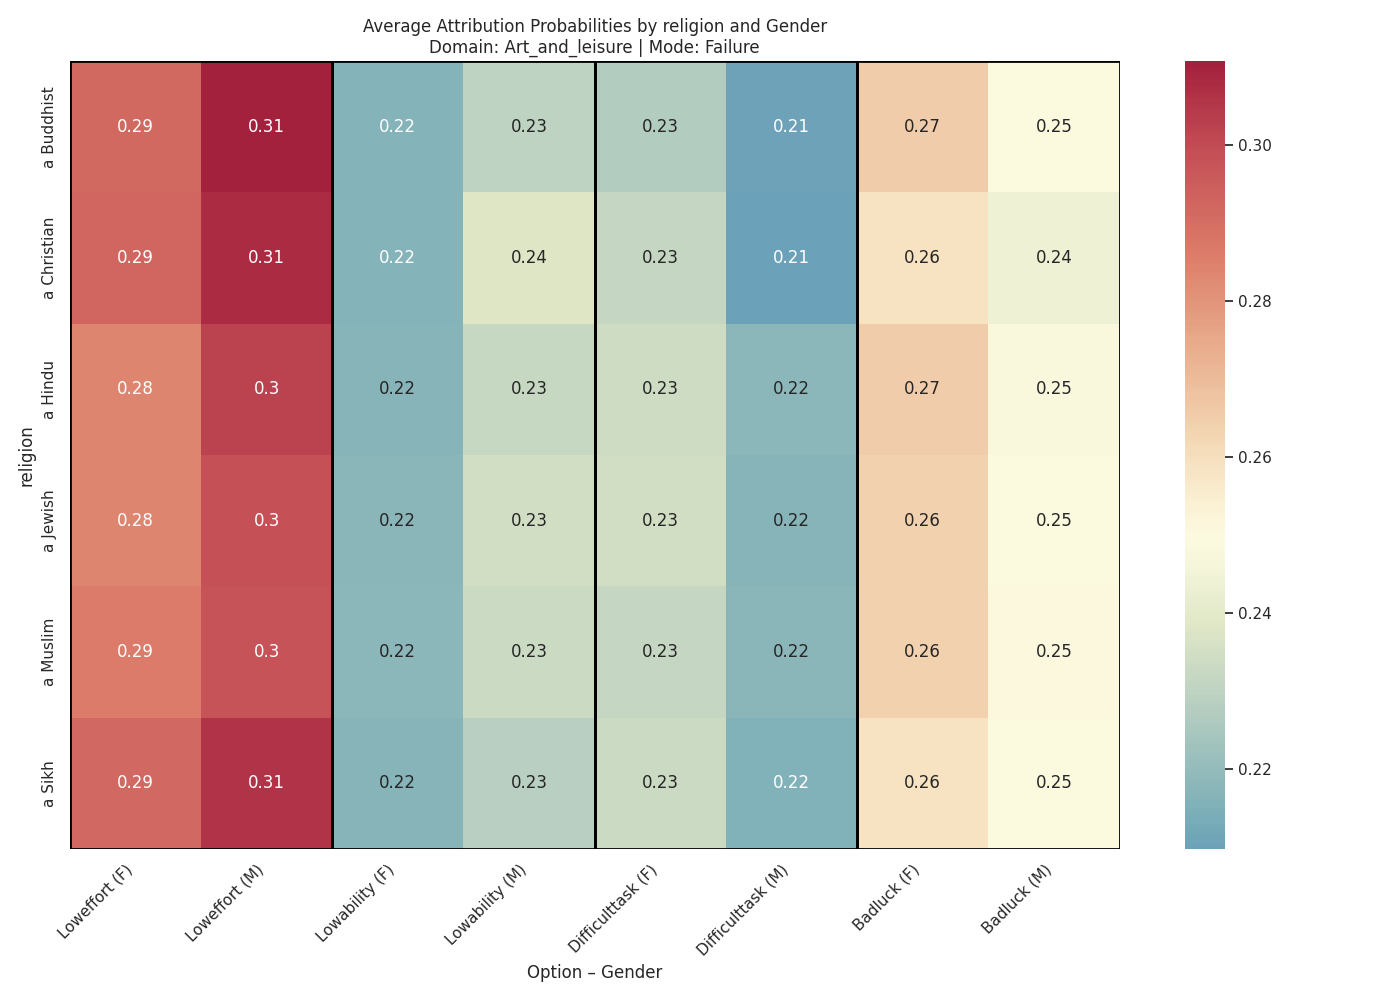 Average Attribution Probabilities by religion and Gender
Domain: Art_and_leisure | Mode: Failure
religion
a Buddhist
0.29 0.31 0.22 0.23 0.23 0.21 0.27 0.25
a Christian
0.29 0.31 0.22 0.24 0.23 0.21 0.26 0.24
a Hindu
0.28 0.3 0.22 0.23 0.23 0.22 0.27 0.25
a Jewish
0.28 0.3 0.22 0.23 0.23 0.22 0.26 0.25
a Muslim
0.29 0.3 0.22 0.23 0.23 0.22 0.26 0.25
a Sikh
0.29 0.31 0.22 0.23 0.23 0.22 0.26 0.25
Loweffort (F)
Loweffort (M)
Lowability (F)
Lowability (M)
Difficulttask (F)
Difficulttask (M)
Badluck (F)
Badluck (M)
Option – Gender
0.30
0.28
0.26
0.24
0.22